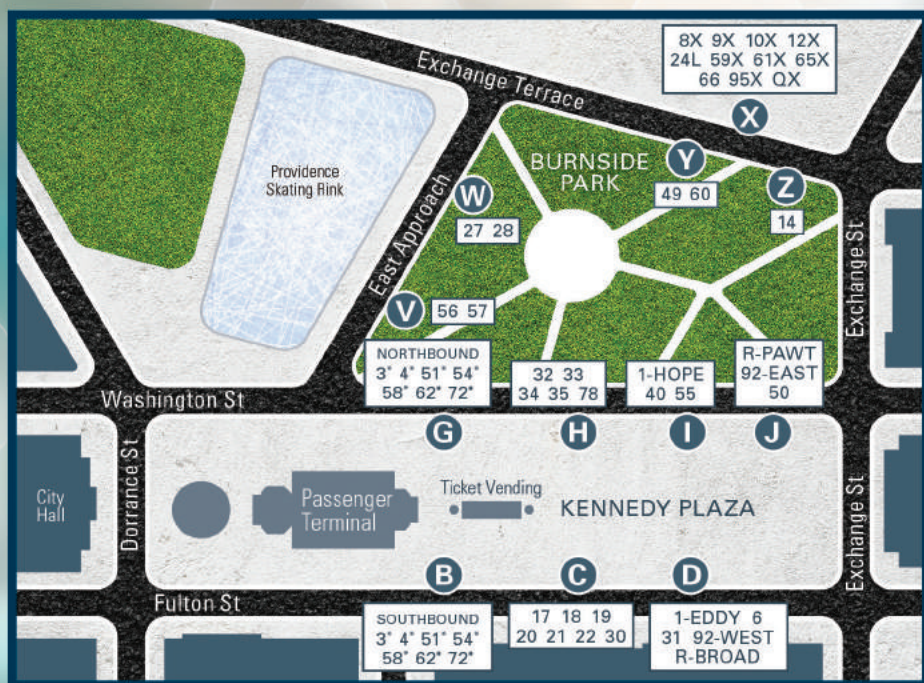 8X 9X 10X 12X
24L 59X 61X 65X
66 95X QX
X
Exchange Terrace
Providence
Skating Rink
BURNSIDE
PARK
Y
49 60
Z
14
W
27 28
East Approach
Exchange St
V
56 57
NORTHBOUND
3* 4* 51* 54*
58* 62* 72*
32 33
34 35 78
1-HOPE
40 55
R-PAWT
92-EAST
50
Washington St
G
H
I
J
City
Hall
Dorrance St
Passenger
Terminal
Ticket Vending
KENNEDY PLAZA
Exchange St
B
C
D
Fulton St
SOUTHBOUND
3* 4* 51* 54*
58* 62* 72*
17 18 19
20 21 22 30
1-EDDY 6
31 92-WEST
R-BROAD